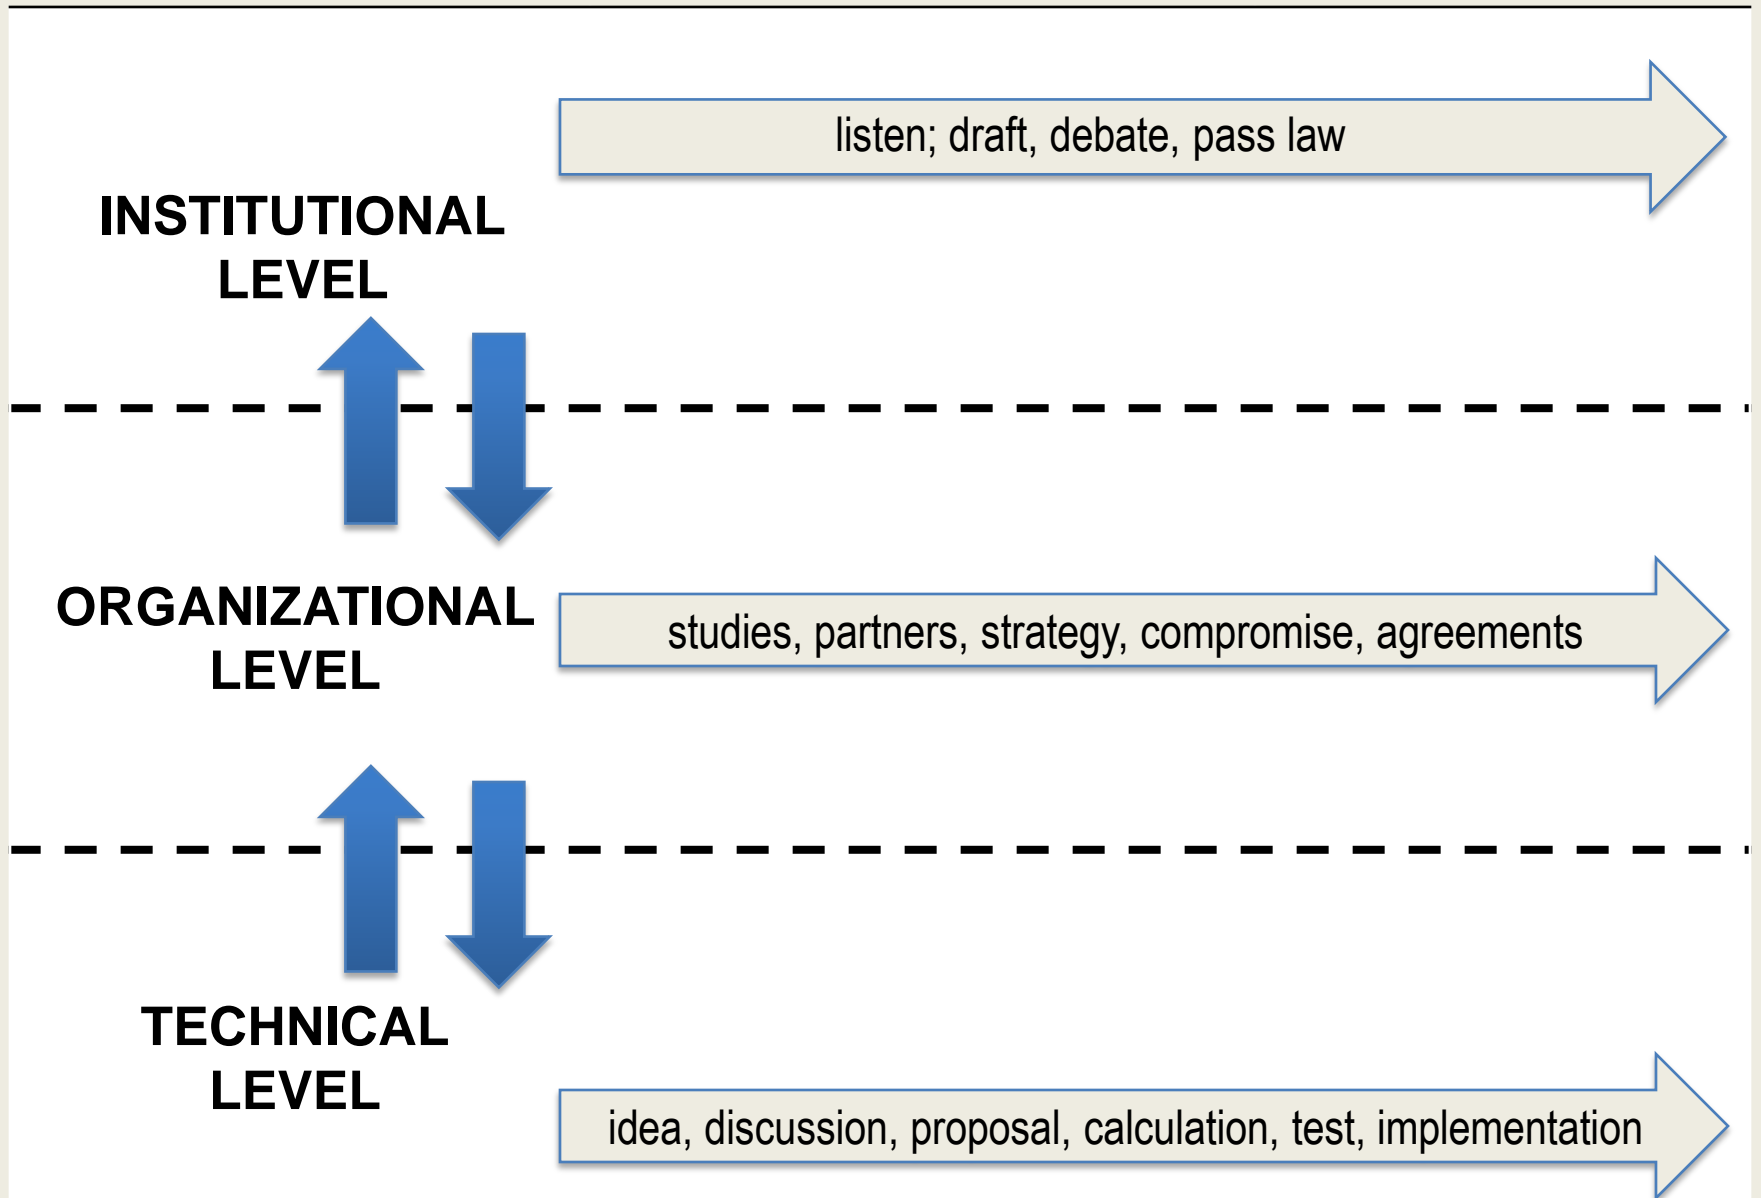 listen; draft, debate, pass law
INSTITUTIONAL
LEVEL
ORGANIZATIONAL
LEVEL
studies, partners, strategy, compromise, agreements
TECHNICAL
LEVEL
idea, discussion, proposal, calculation, test, implementation